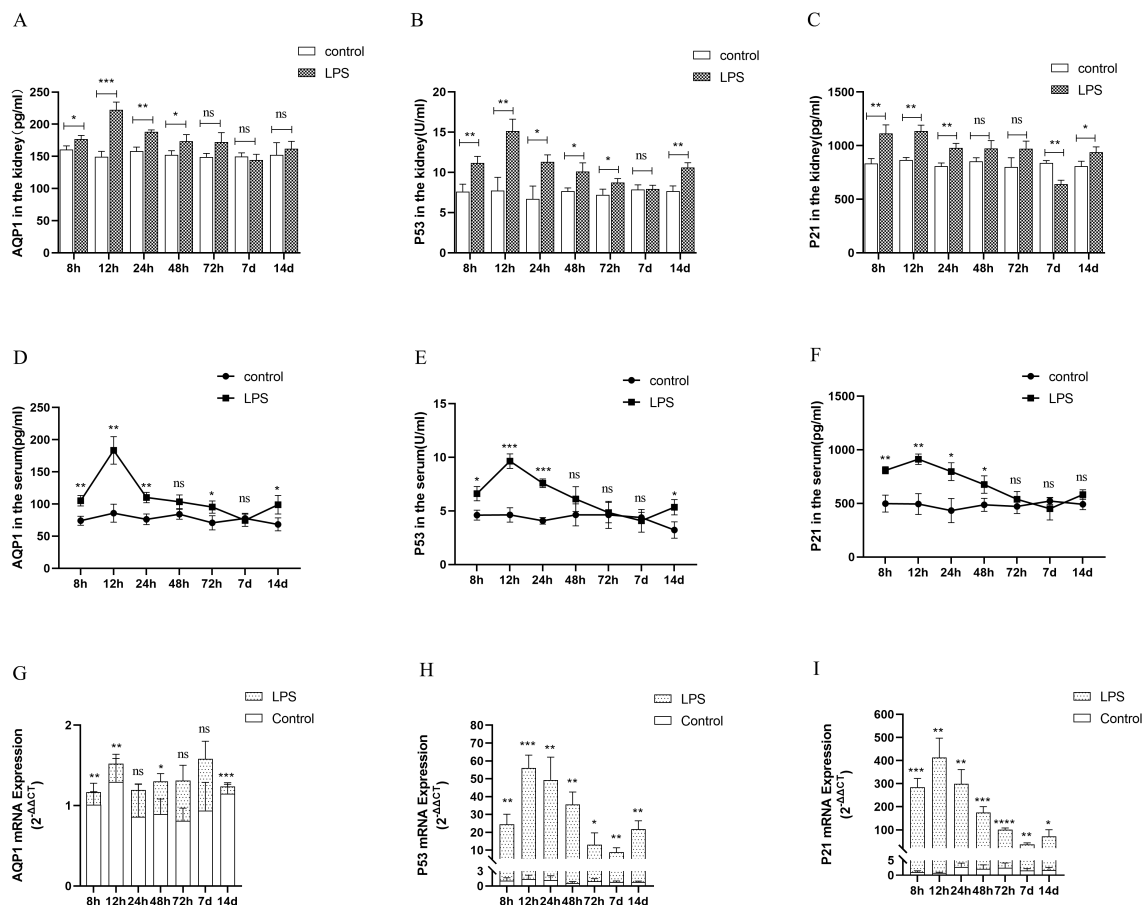 A
control
LPS
AQP1 in the kidney (pg/ml)
250
200
150
100
50
0
* *** ** * ns ns ns
8h 12h 24h 48h 72h 7d 14d
B
control
LPS
P53 in the kidney(U/ml)
20
15
10
5
0
** ** * * * ns **
8h 12h 24h 48h 72h 7d 14d
C
control
LPS
P21 in the kidney(pg/ml)
1500
1000
500
0
** ** ** ns ns ** *
8h 12h 24h 48h 72h 7d 14d
D
control
LPS
AQP1 in the serum(pg/ml)
250
200
150
100
50
0
** ** ** ns * ns *
8h 12h 24h 48h 72h 7d 14d
E
control
LPS
P53 in the serum(U/ml)
15
10
5
0
* *** *** ns ns ns *
8h 12h 24h 48h 72h 7d 14d
F
control
LPS
P21 in the serum(pg/ml)
1500
1000
500
0
** ** * * ns ns ns
8h 12h 24h 48h 72h 7d 14d
G
LPS
Control
AQP1 mRNA Expression
(2-ΔΔCT)
2
1
0
** ** ns * ns ns ***
8h 12h 24h 48h 72h 7d 14d
H
LPS
Control
P53 mRNA Expression
(2-ΔΔCT)
80
70
60
50
40
30
20
10
3
0
** *** ** ** * ** **
8h 12h 24h 48h 72h 7d 14d
I
LPS
Control
P21 mRNA Expression
(2-ΔΔCT)
600
500
400
300
200
100
5
0
*** ** ** *** **** ** *
8h 12h 24h 48h 72h 7d 14d